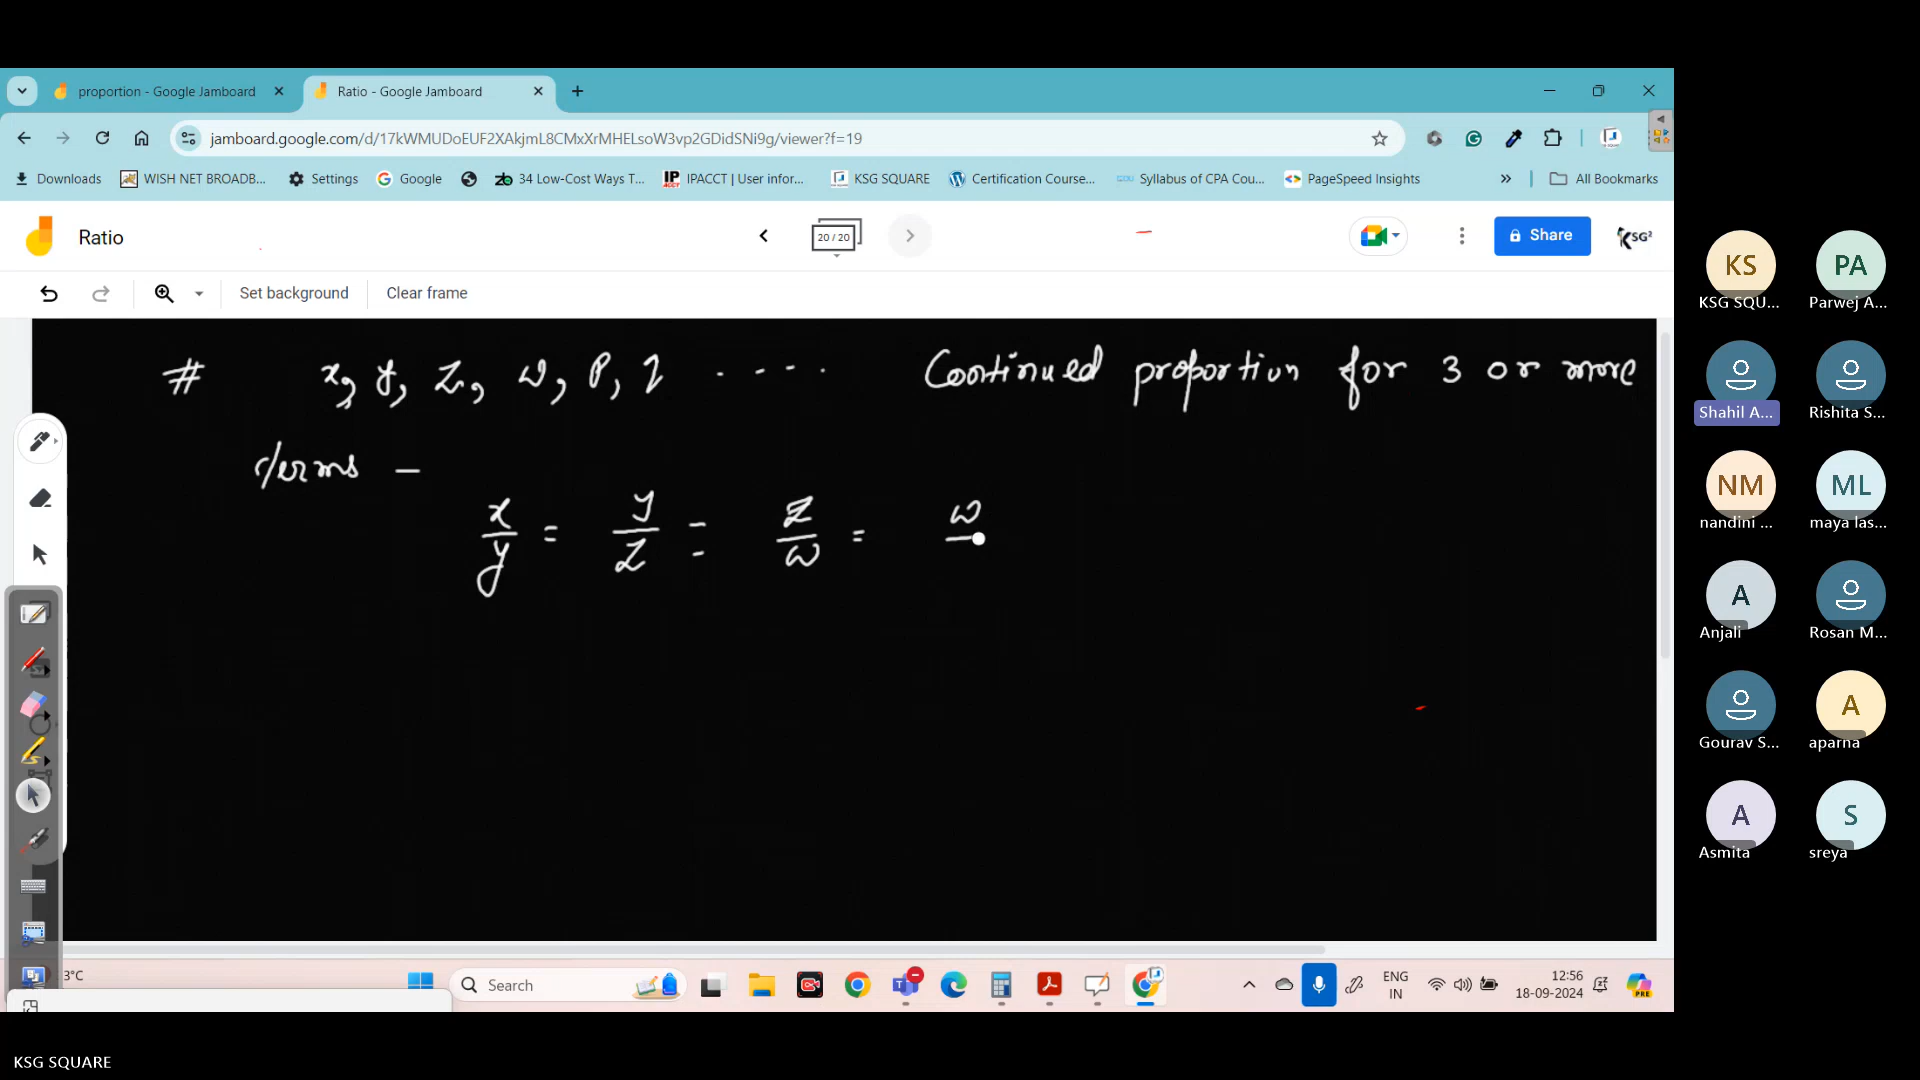 proportion - Google Jamboard
Ratio - Google Jamboard
jamboard.google.com/d/17kWMUDoEUF2XAkjmL8CMxXrMHELsoW3vp2GDidSNi9g/viewer?f=19
Downloads WISH NET BROADB... Settings Google 34 Low-Cost Ways T... IPACCT | User infor... KSG SQUARE Certification Course... Syllabus of CPA Cou... PageSpeed Insights » All Bookmarks
Ratio 20 / 20 Share KSG²
Set background Clear frame
# x, y, z, w, p, q ..... Continued proportion for 3 or more
terms —
x/y = y/z = z/w = w
KS PA
KSG SQU... Parwej A...
Shahil A... Rishita S...
NM ML
nandini ... maya las...
A
Anjali Rosan M...
A
Gourav S... aparna
A S
Asmita sreya
3°C Search ENG IN 12:56 18-09-2024
KSG SQUARE